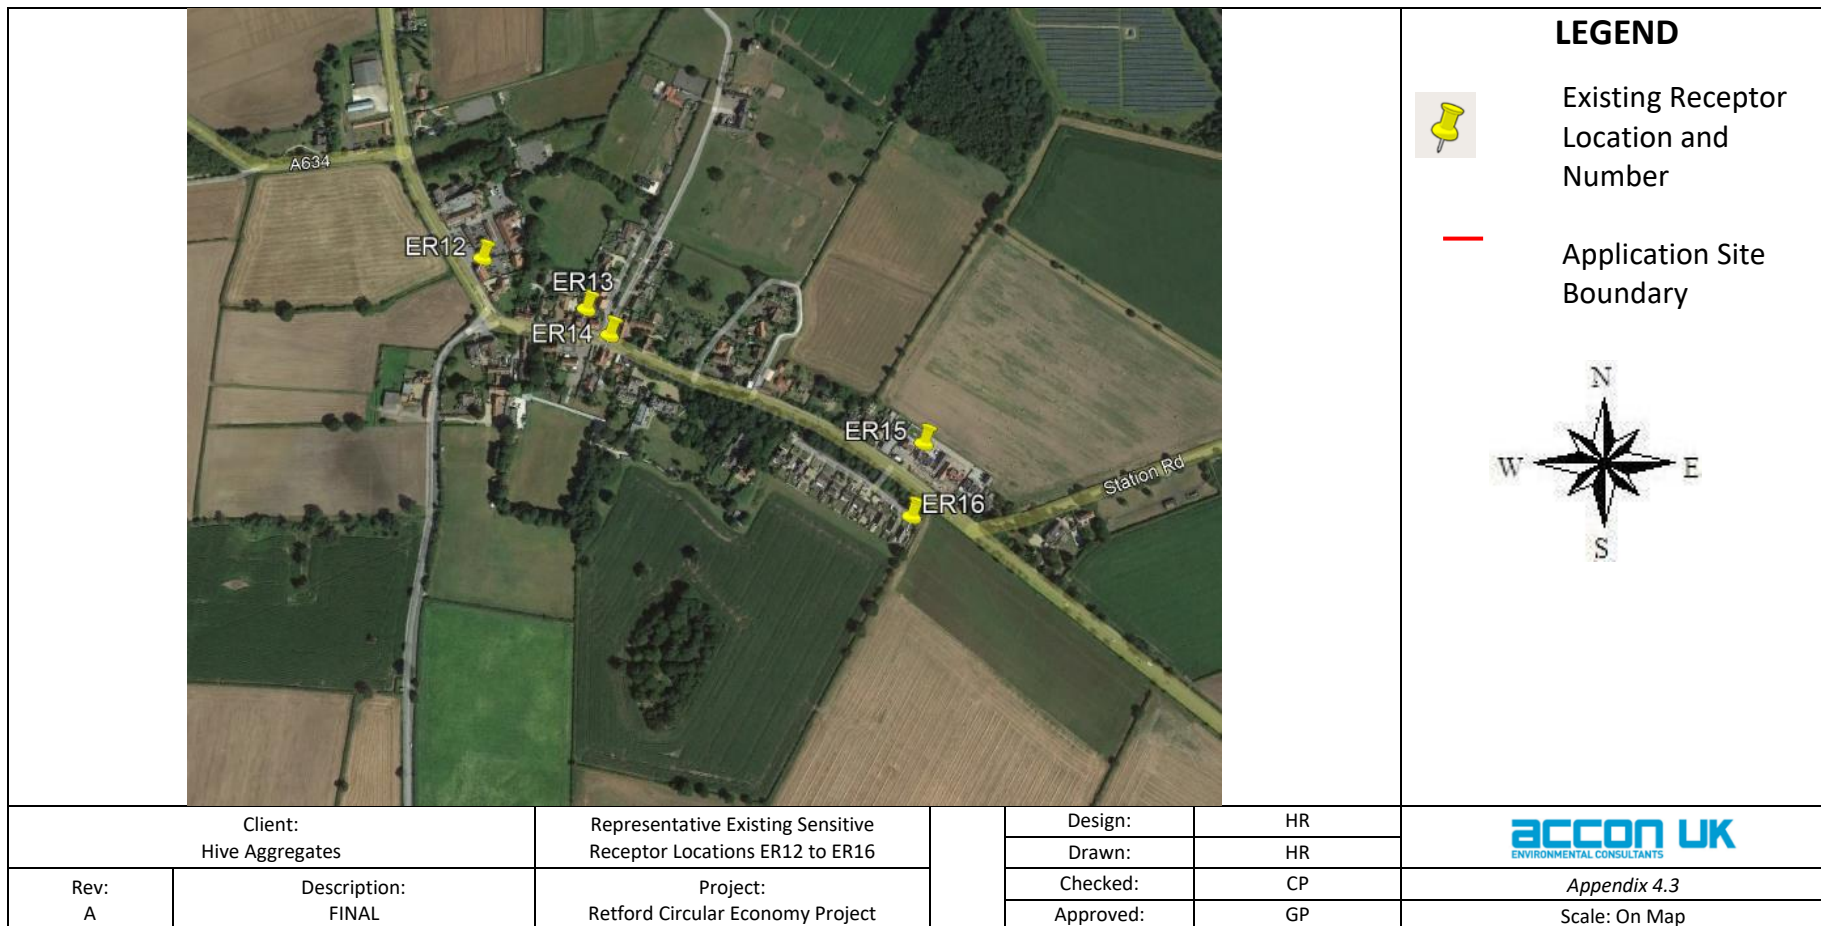 A634
ER12
ER13
ER14
ER15
ER16
Station Rd
LEGEND
Existing Receptor
Location and
Number
Application Site
Boundary
N
W
E
S
Client:
Hive Aggregates
Representative Existing Sensitive
Receptor Locations ER12 to ER16
Rev:
A
Description:
FINAL
Project:
Retford Circular Economy Project
Design:
HR
Drawn:
HR
Checked:
CP
Approved:
GP
accon UK
ENVIRONMENTAL CONSULTANTS
Appendix 4.3
Scale: On Map